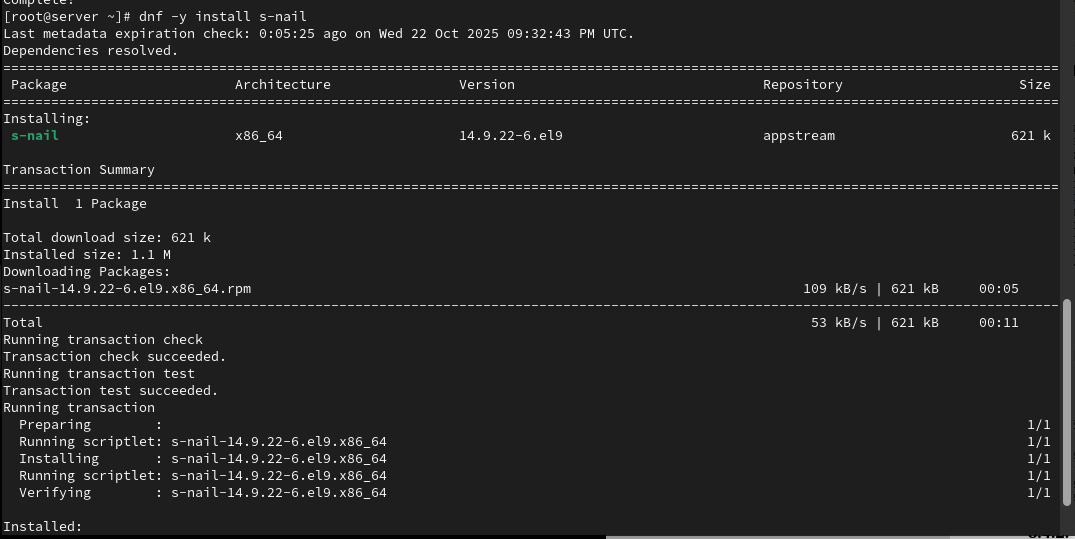 Complete!
[root@server ~]# dnf -y install s-nail
Last metadata expiration check: 0:05:25 ago on Wed 22 Oct 2025 09:32:43 PM UTC.
Dependencies resolved.
Package Architecture Version Repository Size
Installing:
s-nail x86_64 14.9.22-6.el9 appstream 621 k
Transaction Summary
Install  1 Package
Total download size: 621 k
Installed size: 1.1 M
Downloading Packages:
s-nail-14.9.22-6.el9.x86_64.rpm 109 kB/s | 621 kB 00:05
Total 53 kB/s | 621 kB 00:11
Running transaction check
Transaction check succeeded.
Running transaction test
Transaction test succeeded.
Running transaction
Preparing : 1/1
Running scriptlet: s-nail-14.9.22-6.el9.x86_64 1/1
Installing : s-nail-14.9.22-6.el9.x86_64 1/1
Running scriptlet: s-nail-14.9.22-6.el9.x86_64 1/1
Verifying : s-nail-14.9.22-6.el9.x86_64 1/1
Installed: